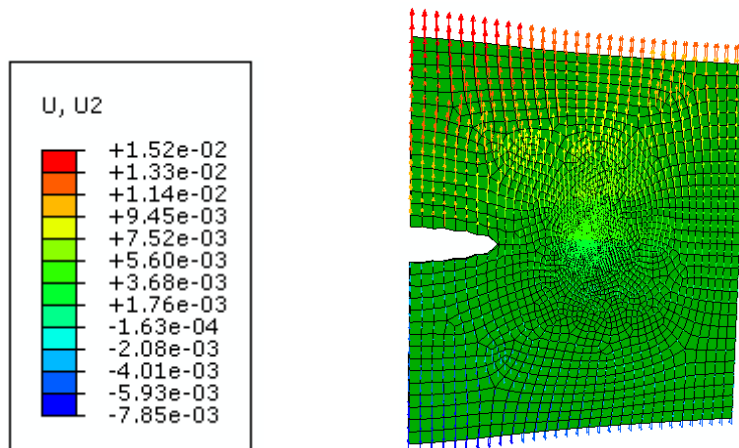 U, U2
+1.52e-02
+1.33e-02
+1.14e-02
+9.45e-03
+7.52e-03
+5.60e-03
+3.68e-03
+1.76e-03
-1.63e-04
-2.08e-03
-4.01e-03
-5.93e-03
-7.85e-03